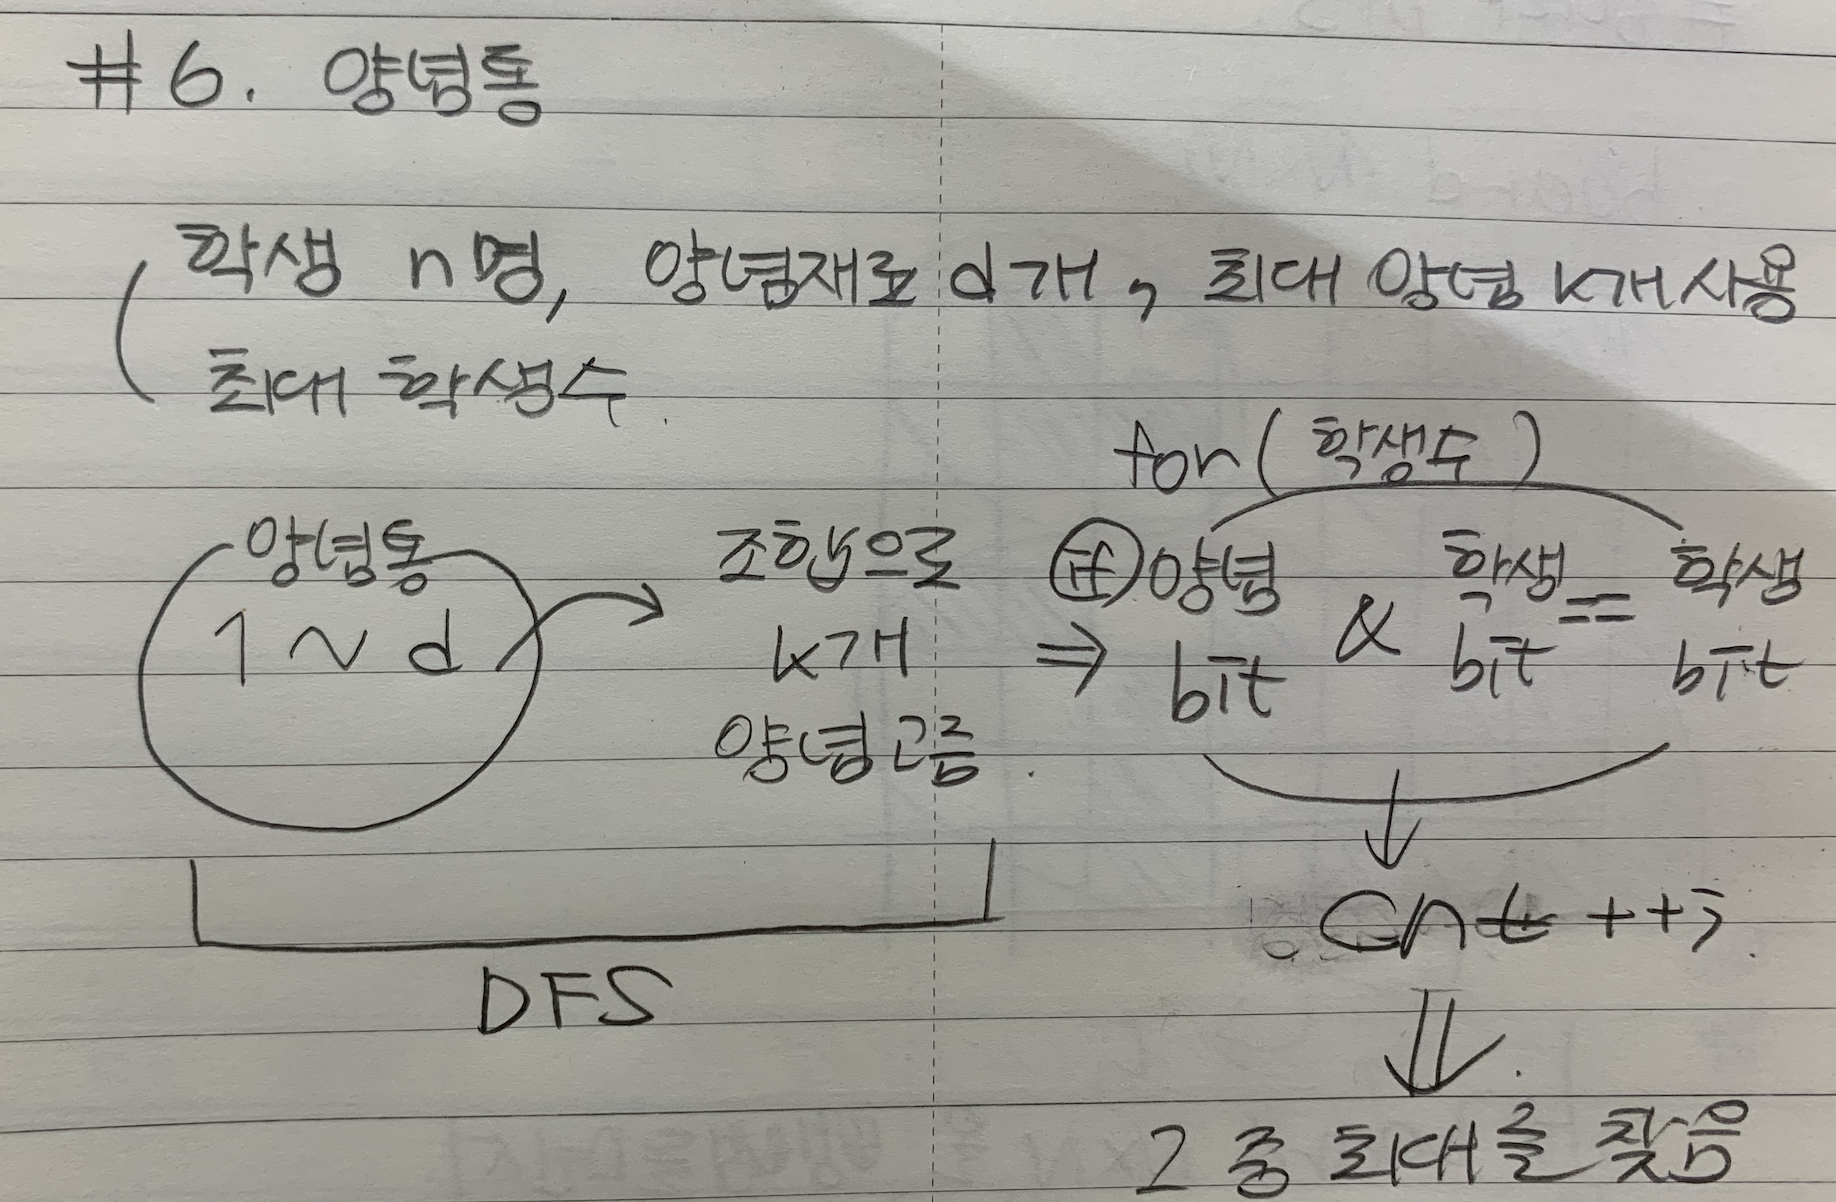 #6. 양념통
학생 n명, 양념재료 d개, 최대 양념 k개 사용
최대 학생수
양념통
1 ~ d
조합으로
k개
양념 고름.
DFS
for( 학생수 )
⇒ if 양념 bit & 학생 bit == 학생 bit
cnt ++;
그 중 최대를 찾음